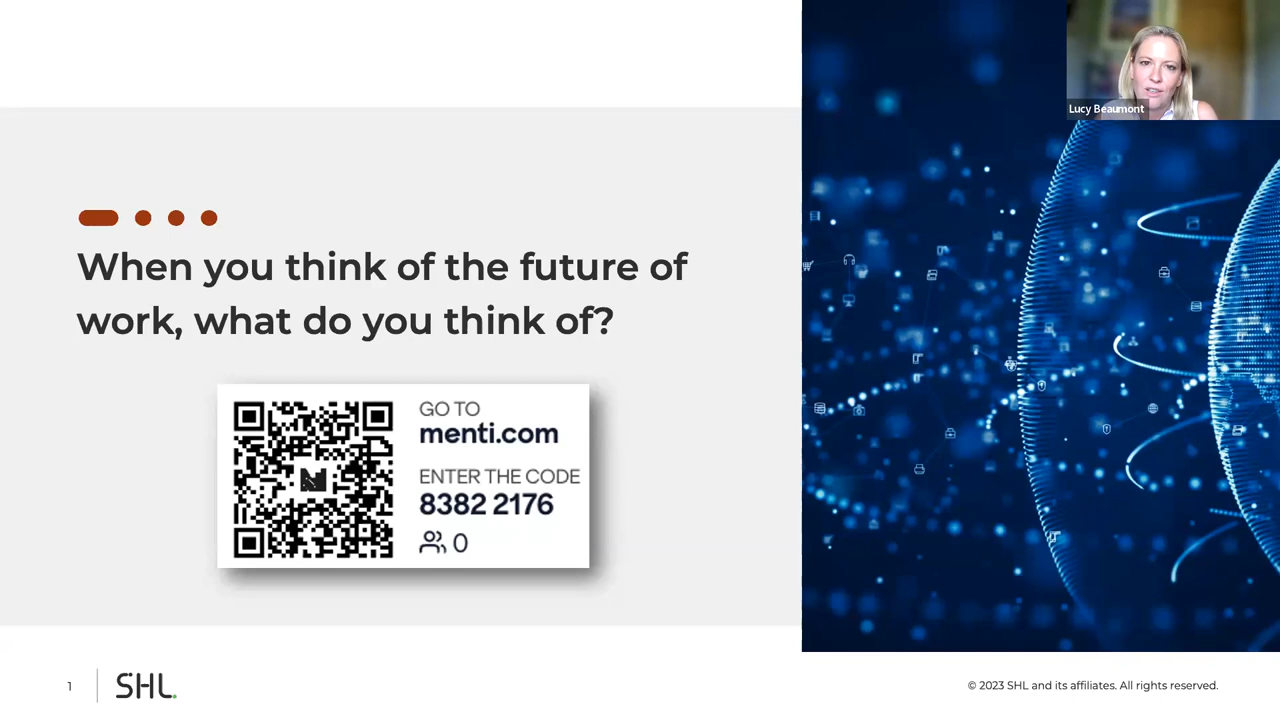 Lucy Beaumont
When you think of the future of
work, what do you think of?
GO TO
menti.com
ENTER THE CODE
8382 2176
0
1
SHL.
© 2023 SHL and its affiliates. All rights reserved.